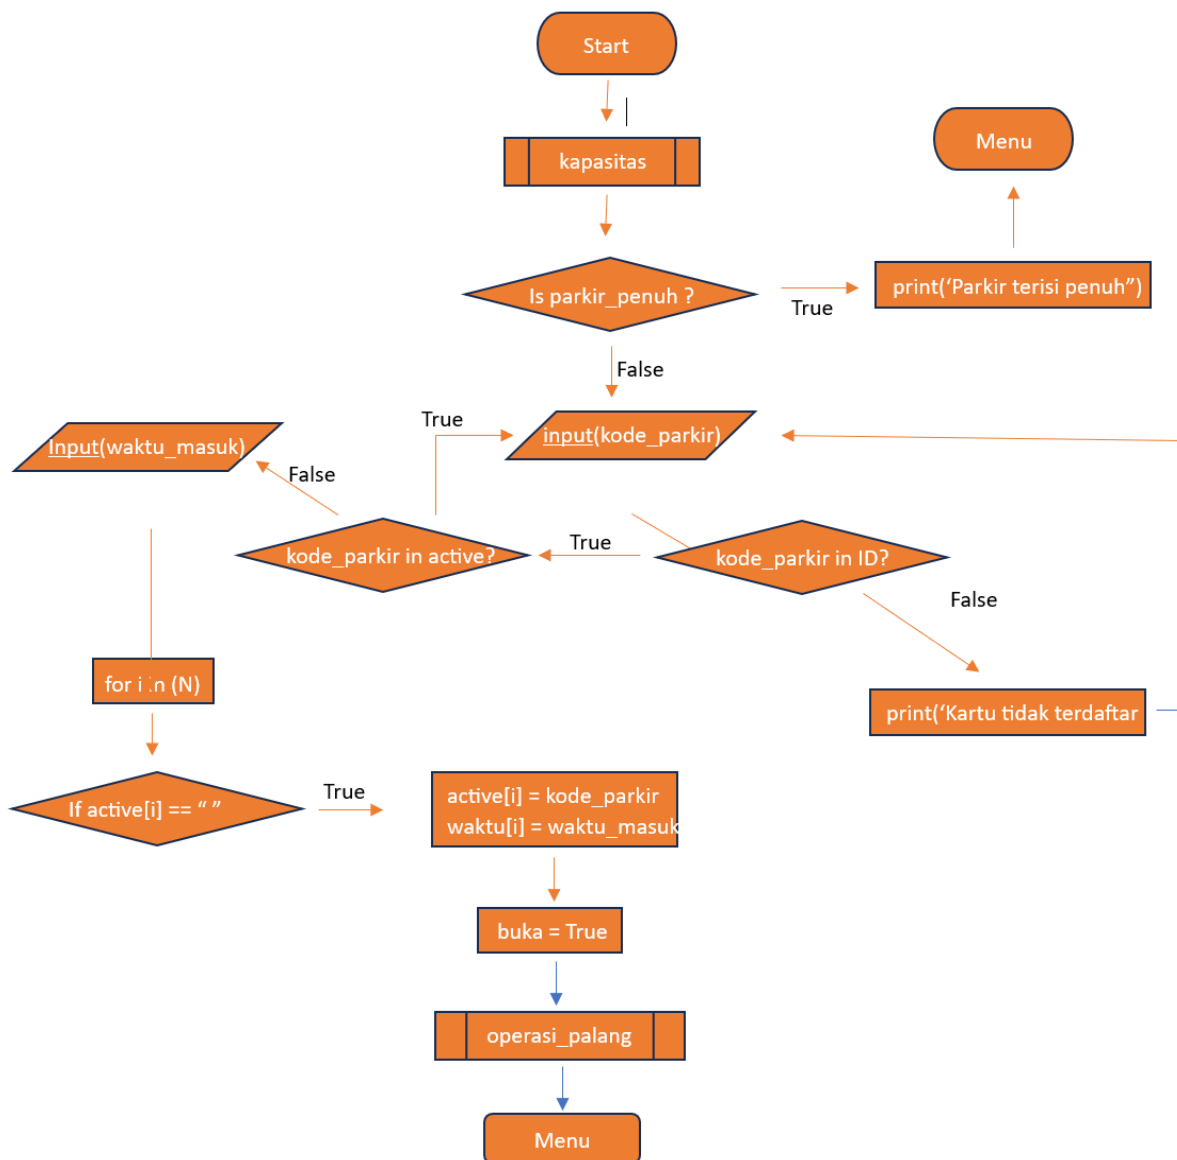 Start
Menu
kapasitas
Is parkir_penuh ?
True
print(‘Parkir terisi penuh”)
False
True
input(kode_parkir)
Input(waktu_masuk)
False
kode_parkir in active?
True
kode_parkir in ID?
False
for i in (N)
print(‘Kartu tidak terdaftar
If active[i] == “ ”
True
active[i] = kode_parkir
waktu[i] = waktu_masuk
buka = True
operasi_palang
Menu